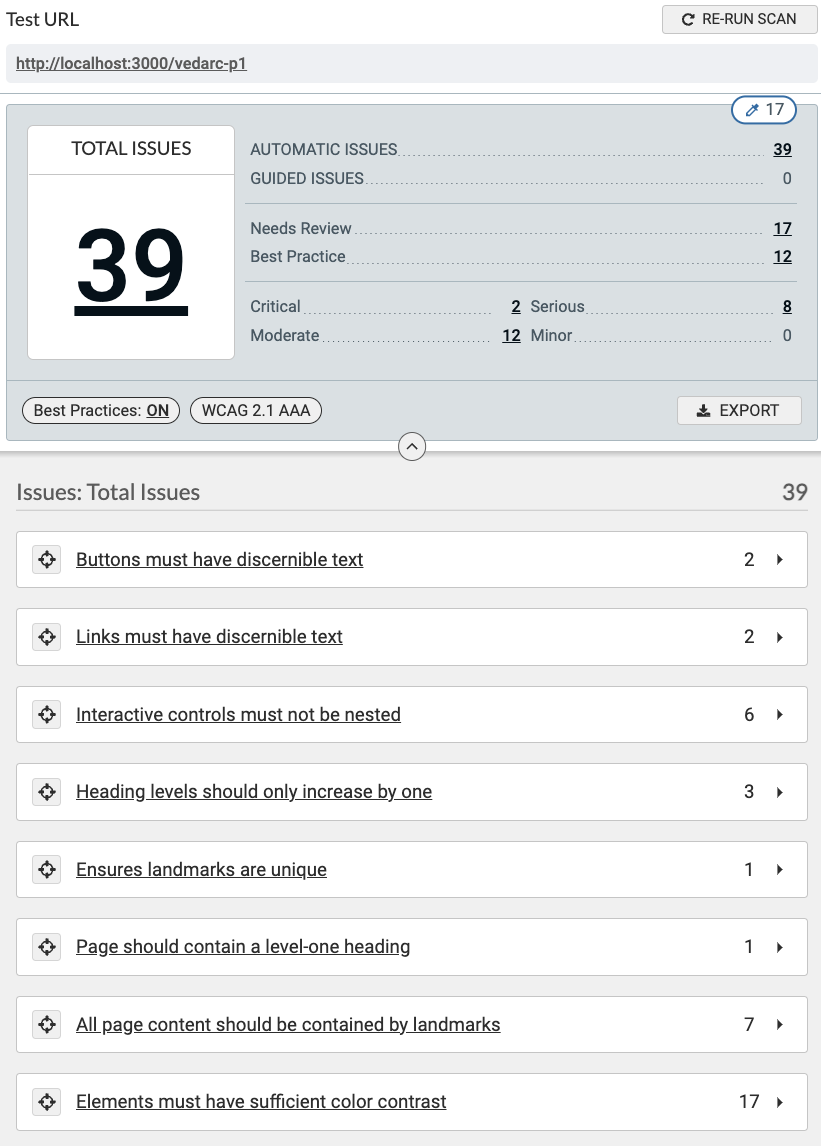 Test URL
RE-RUN SCAN
http://localhost:3000/vedarc-p1
17
TOTAL ISSUES
39
AUTOMATIC ISSUES 39
GUIDED ISSUES 0
Needs Review 17
Best Practice 12
Critical 2 Serious 8
Moderate 12 Minor 0
Best Practices: ON WCAG 2.1 AAA EXPORT
Issues: Total Issues 39
Buttons must have discernible text 2
Links must have discernible text 2
Interactive controls must not be nested 6
Heading levels should only increase by one 3
Ensures landmarks are unique 1
Page should contain a level-one heading 1
All page content should be contained by landmarks 7
Elements must have sufficient color contrast 17